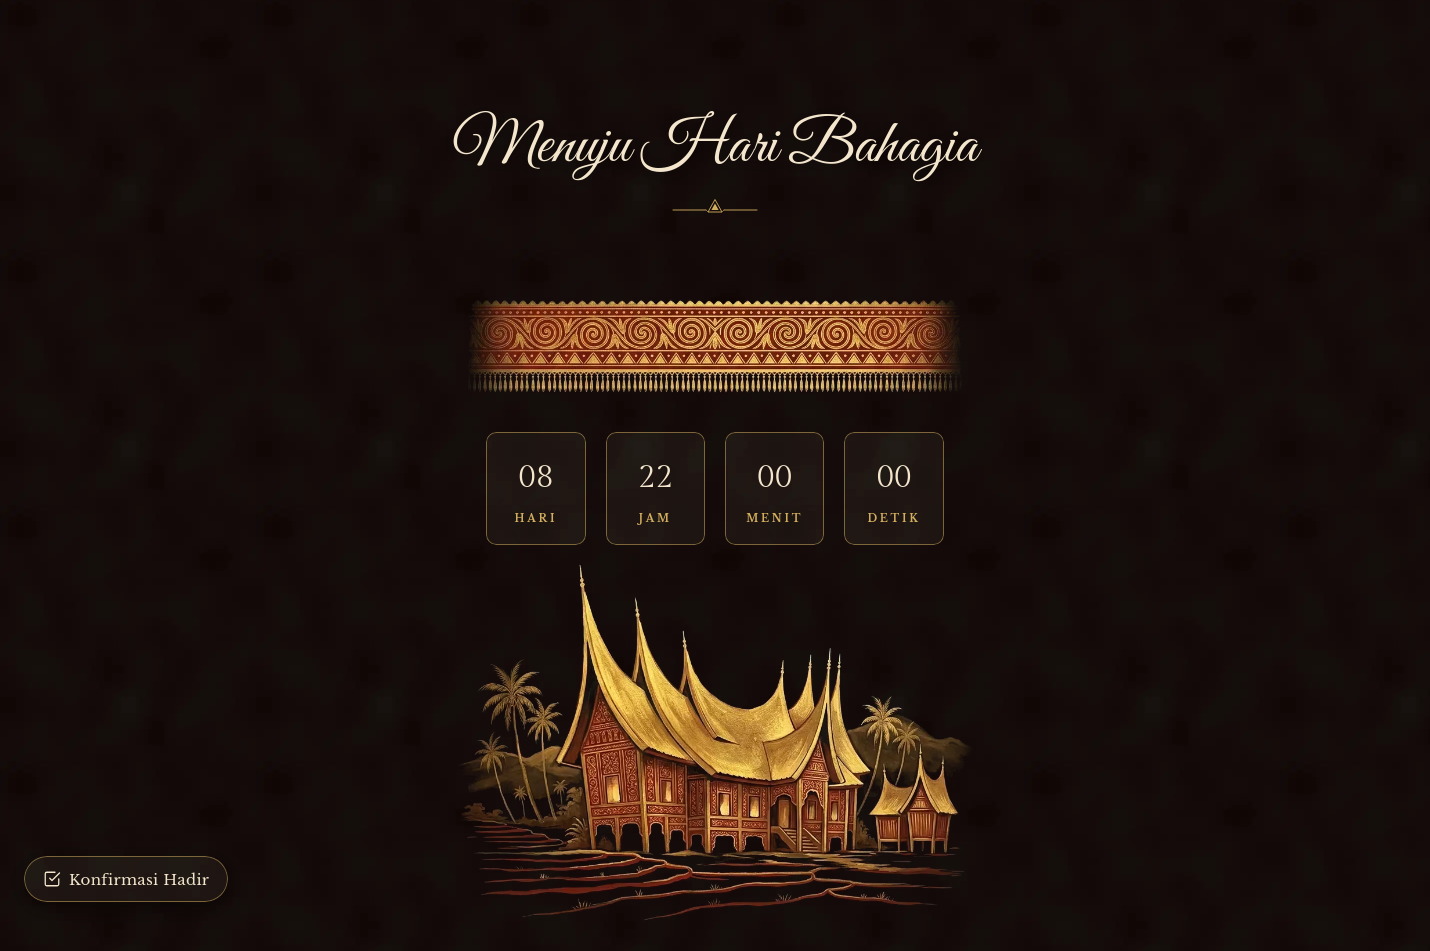 Menuju Hari Bahagia
08 22 00 00
HARI JAM MENIT DETIK
Konfirmasi Hadir